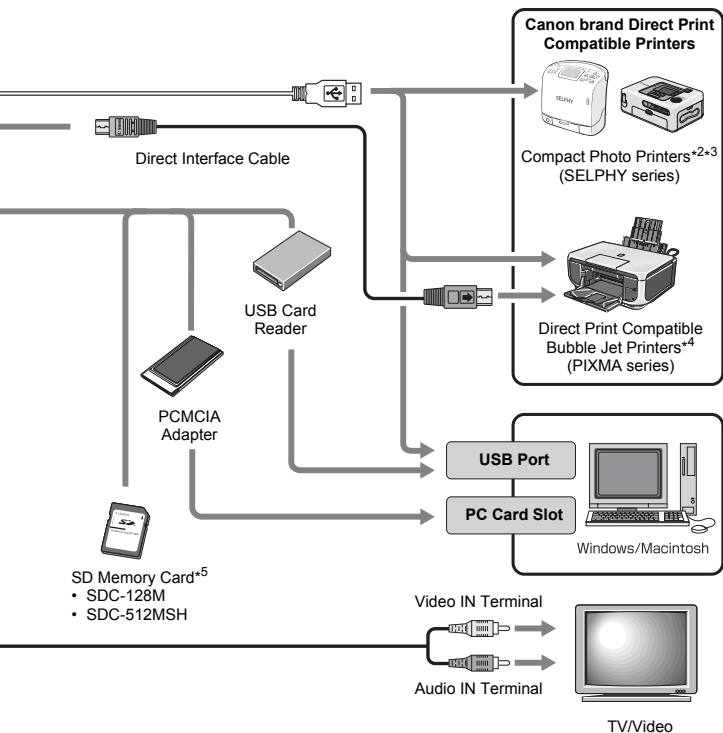 Canon brand Direct Print
Compatible Printers
SELPHY
Compact Photo Printers*2*3
(SELPHY series)
Direct Interface Cable
USB Card
Reader
Direct Print Compatible
Bubble Jet Printers*4
(PIXMA series)
PCMCIA
Adapter
USB Port
PC Card Slot
Windows/Macintosh
SD Memory Card*5
• SDC-128M
• SDC-512MSH
Video IN Terminal
Audio IN Terminal
TV/Video